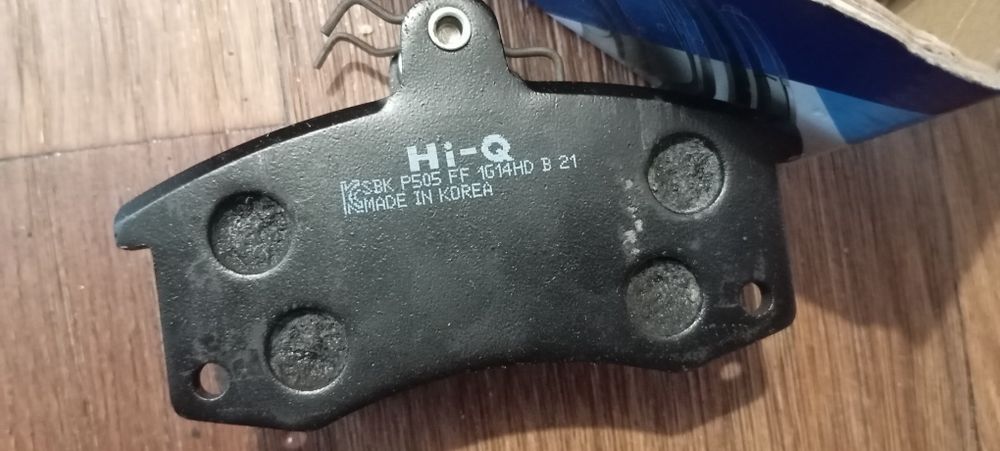 Hi-Q
SBK P505 FF 1G14HD B 21
MADE IN KOREA